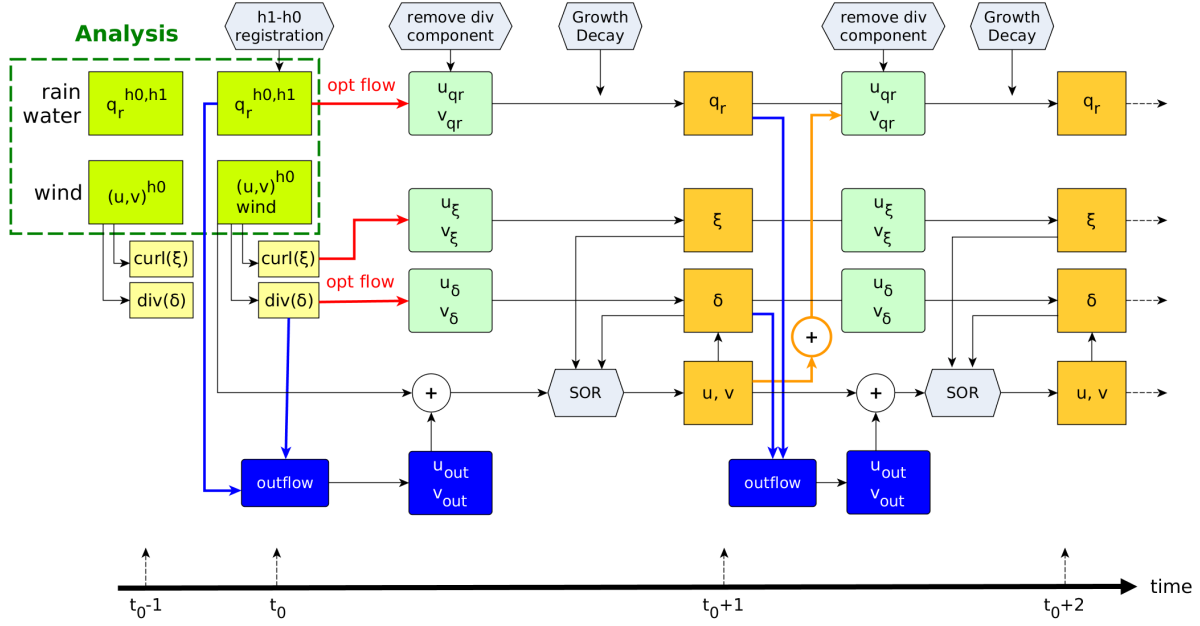 Analysis
h1-h0
registration
remove div
component
Growth
Decay
remove div
component
Growth
Decay
rain
water
q_r^h0,h1
q_r^h0,h1
opt flow
u_qr
v_qr
q_r
u_qr
v_qr
q_r
wind
(u,v)^h0
(u,v)^h0
wind
u_ξ
v_ξ
ξ
u_ξ
v_ξ
ξ
curl(ξ)
curl(ξ)
div(δ)
div(δ)
opt flow
u_δ
v_δ
δ
u_δ
v_δ
δ
+
+
SOR
u, v
+
SOR
u, v
outflow
u_out
v_out
outflow
u_out
v_out
t_0-1
t_0
t_0+1
t_0+2
time